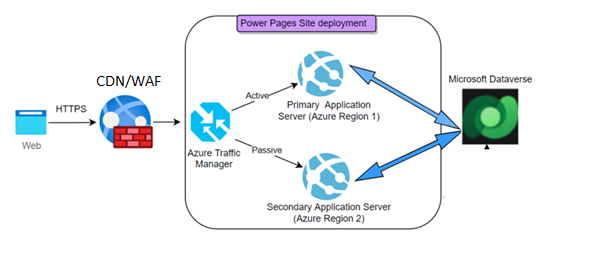 Power Pages Site deployment
CDN/WAF
HTTPS
Web
Azure Traffic
Manager
Active
Passive
Primary Application
Server (Azure Region 1)
Secondary Application Server
(Azure Region 2)
Microsoft Dataverse